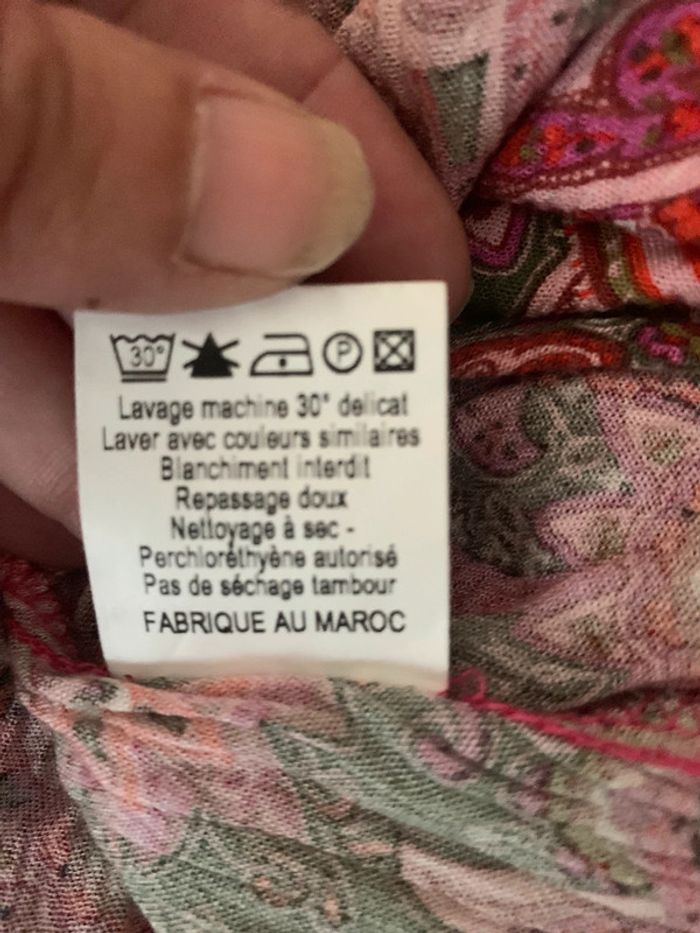 30° P
Lavage machine 30° delicat
Laver avec couleurs similaires
Blanchiment interdit
Repassage doux
Nettoyage à sec -
Perchloréthyène autorisé
Pas de séchage tambour
FABRIQUE AU MAROC